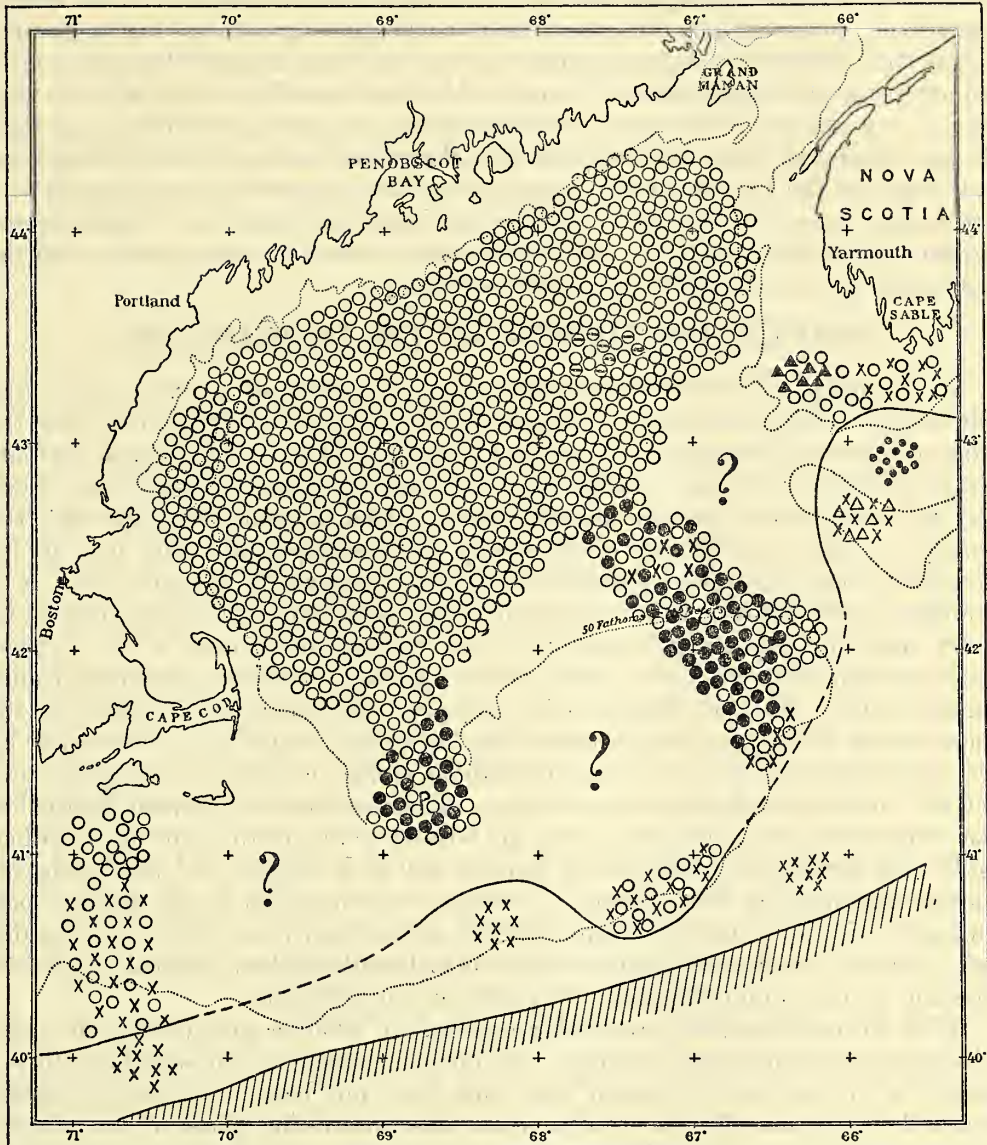 71° 70° 69° 68° 67° 66°
GRAND
MANAN
PENOBSCOT
BAY
NOVA
SCOTIA
44° 44°
Yarmouth
Portland
CAPE
SABLE
43° 43°
?
Boston
50 Fathoms
42° 42°
CAPE COD
?
?
41° 41°
?
40° 40°
71° 70° 69° 68° 67° 66°